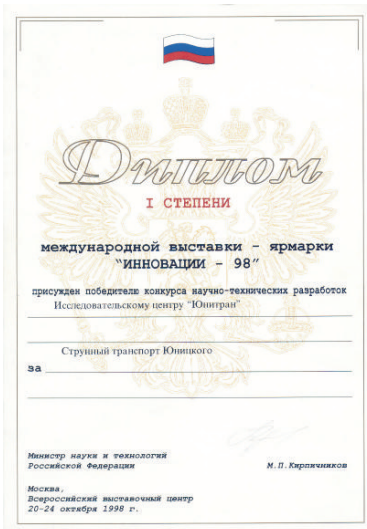 Диплом
I СТЕПЕНИ
международной выставки - ярмарки
"ИННОВАЦИИ - 98"
присужден победителю конкурса научно-технических разработок
Исследовательскому центру "Юнитран"
Струнный транспорт Юницкого
за
Министр науки и технологий
Российской Федерации
М.П.Кирпичников
Москва,
Всероссийский выставочный центр
20-24 октября 1998 г.